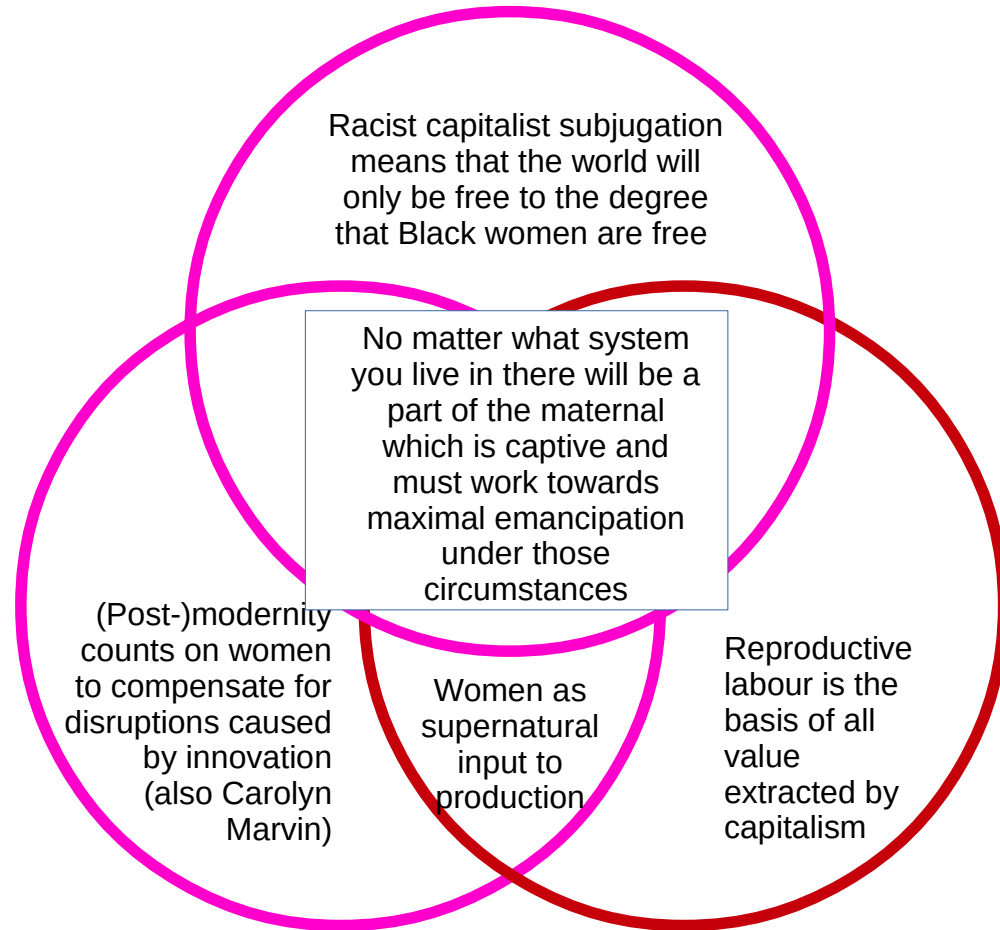 Racist capitalist subjugation
means that the world will
only be free to the degree
that Black women are free
No matter what system
you live in there will be a
part of the maternal
which is captive and
must work towards
maximal emancipation
under those
circumstances
(Post-)modernity
counts on women
to compensate for
disruptions caused
by innovation
(also Carolyn
Marvin)
Women as
supernatural
input to
production
Reproductive
labour is the
basis of all
value
extracted by
capitalism